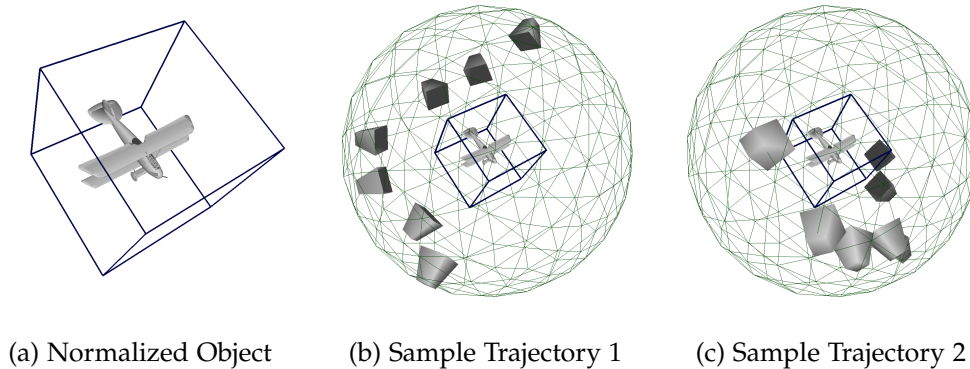 (a) Normalized Object
(b) Sample Trajectory 1
(c) Sample Trajectory 2